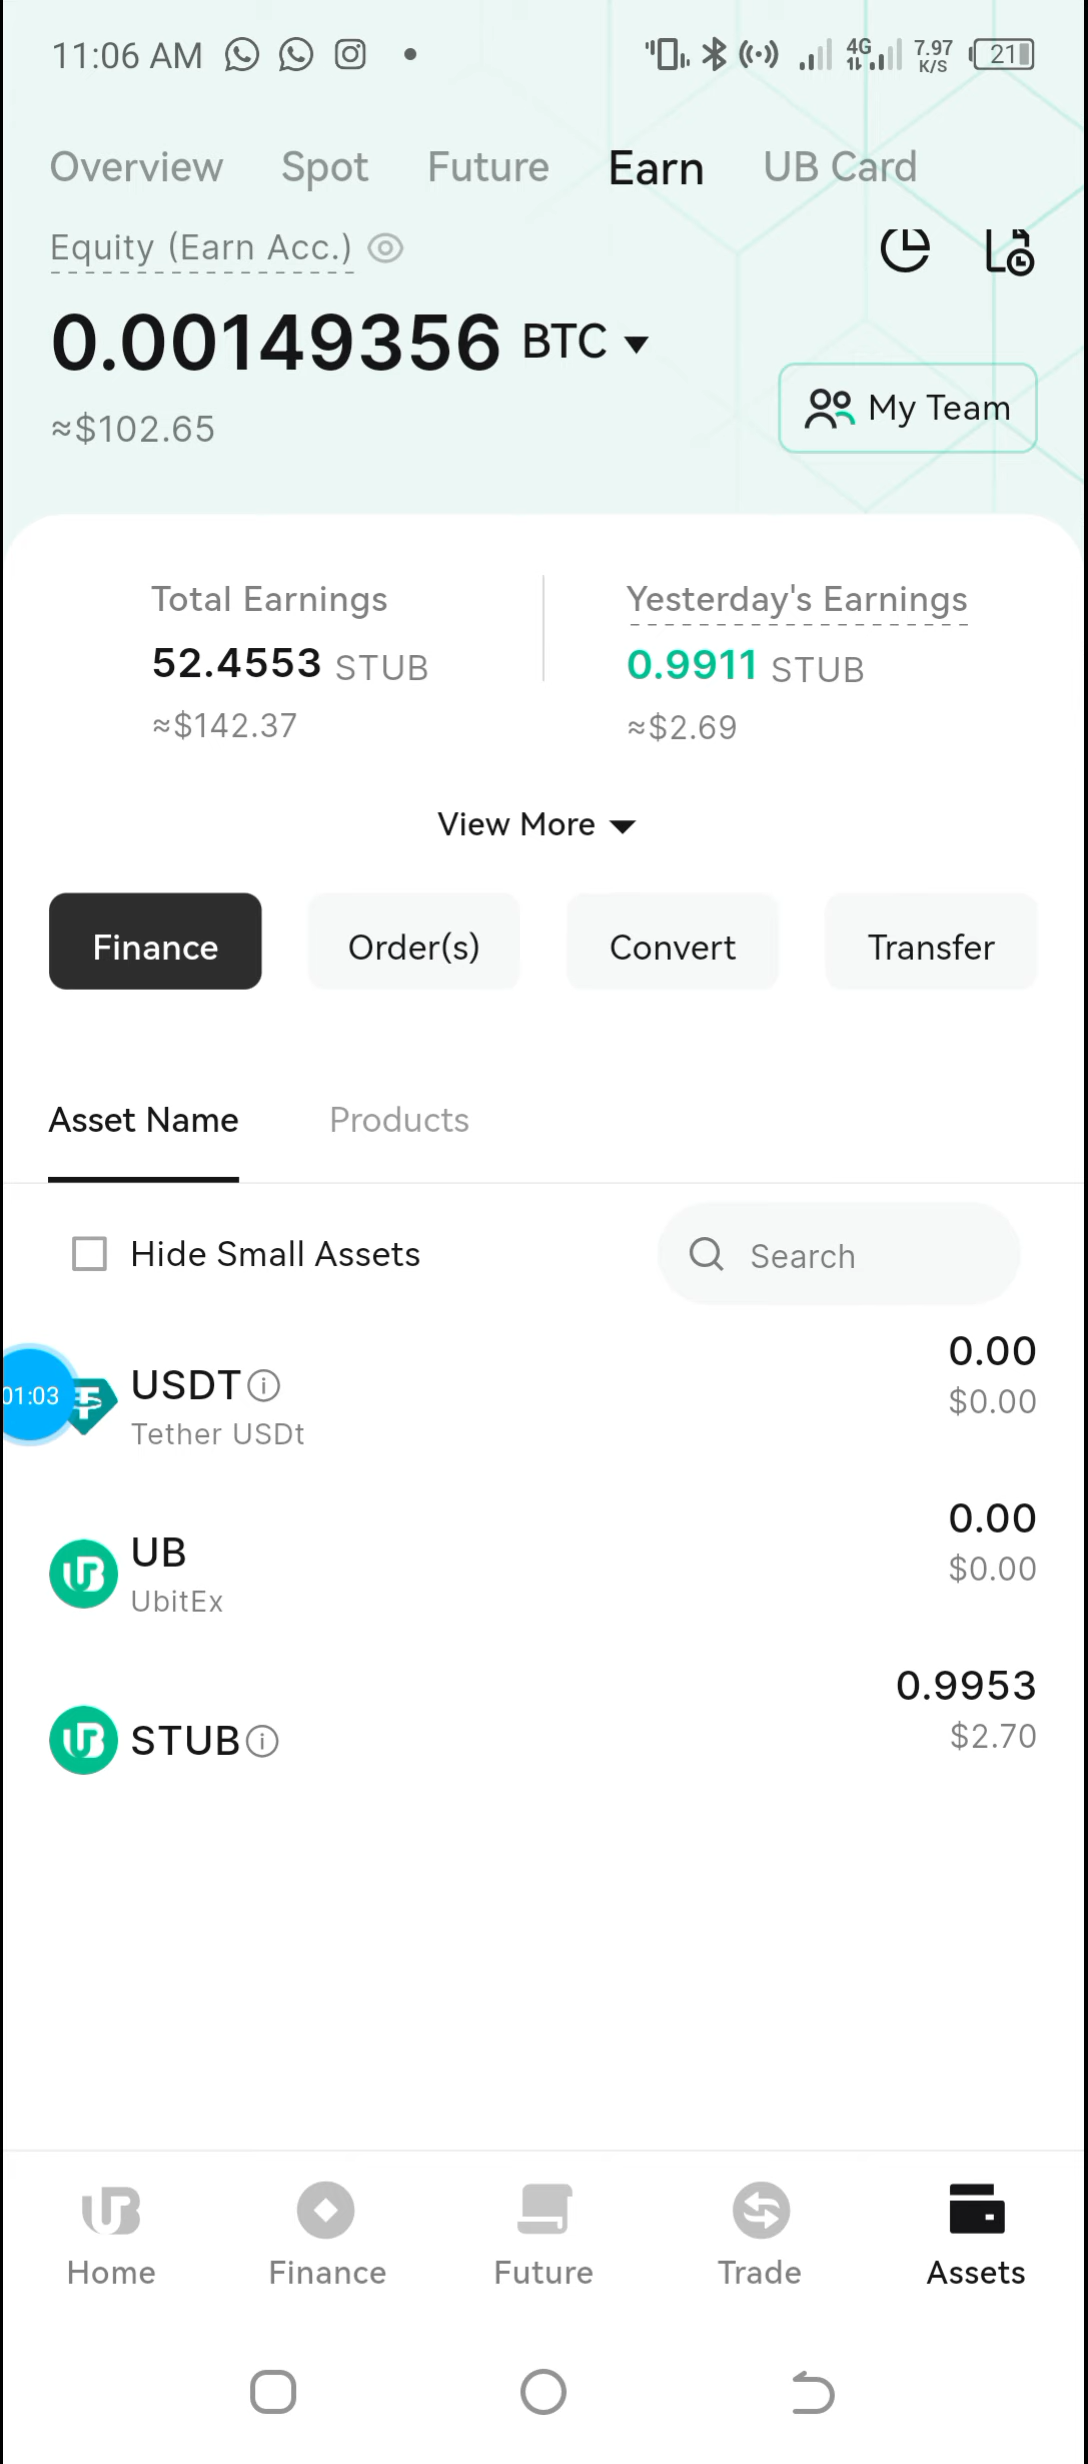 11:06 AM 4G 7.97 K/S 21
Overview Spot Future Earn UB Card
Equity (Earn Acc.)
0.00149356 BTC
≈$102.65
My Team
Total Earnings Yesterday's Earnings
52.4553 STUB 0.9911 STUB
≈$142.37 ≈$2.69
View More
Finance Order(s) Convert Transfer
Asset Name Products
Hide Small Assets Search
01:03
USDT 0.00
Tether USDt $0.00
UB 0.00
UbitEx $0.00
STUB 0.9953
$2.70
Home Finance Future Trade Assets